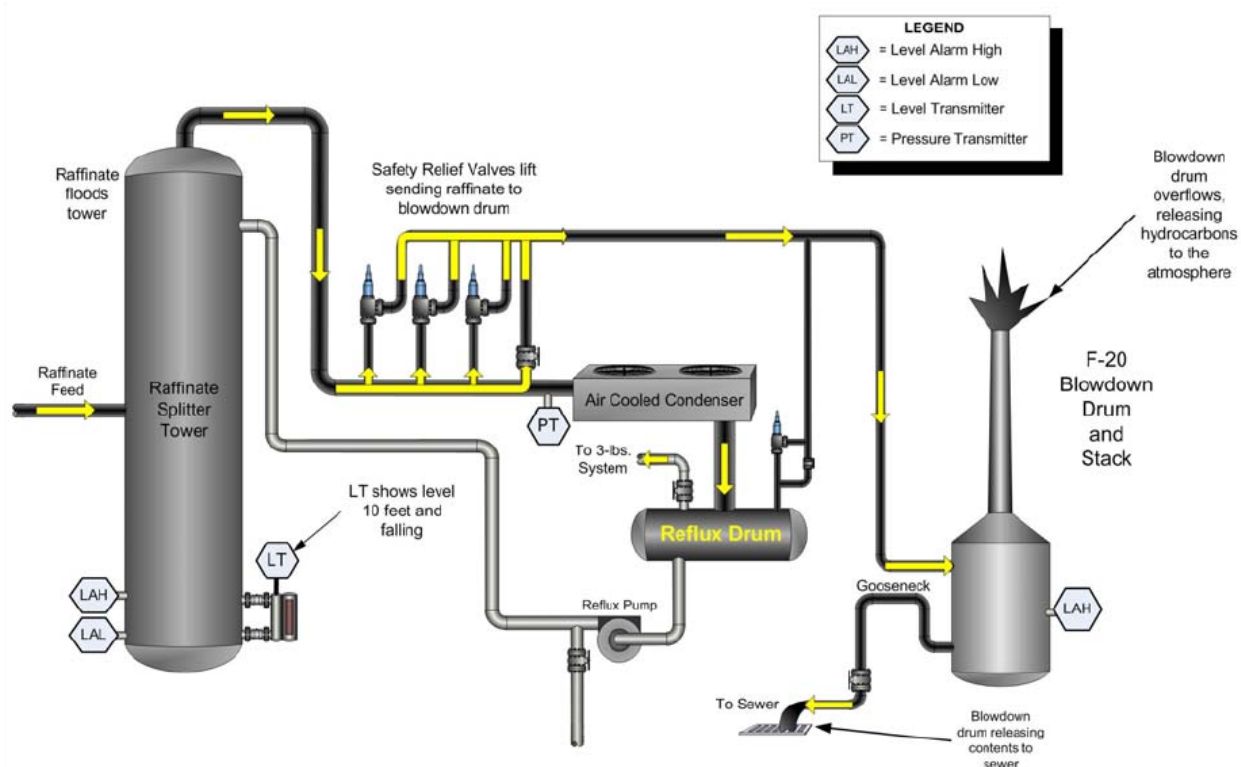 LEGEND
LAH = Level Alarm High
LAL = Level Alarm Low
LT = Level Transmitter
PT = Pressure Transmitter
Raffinate
floods
tower
Safety Relief Valves lift
sending raffinate to
blowdown drum
Blowdown
drum
overflows,
releasing
hydrocarbons
to the
atmosphere
Raffinate
Feed
Raffinate
Splitter
Tower
Air Cooled Condenser
PT
F-20
Blowdown
Drum
and
Stack
To 3-lbs.
System
LT shows level
10 feet and
falling
LT
Reflux Drum
LAH
LAL
Reflux Pump
Gooseneck
LAH
To Sewer
Blowdown
drum releasing
contents to
sewer